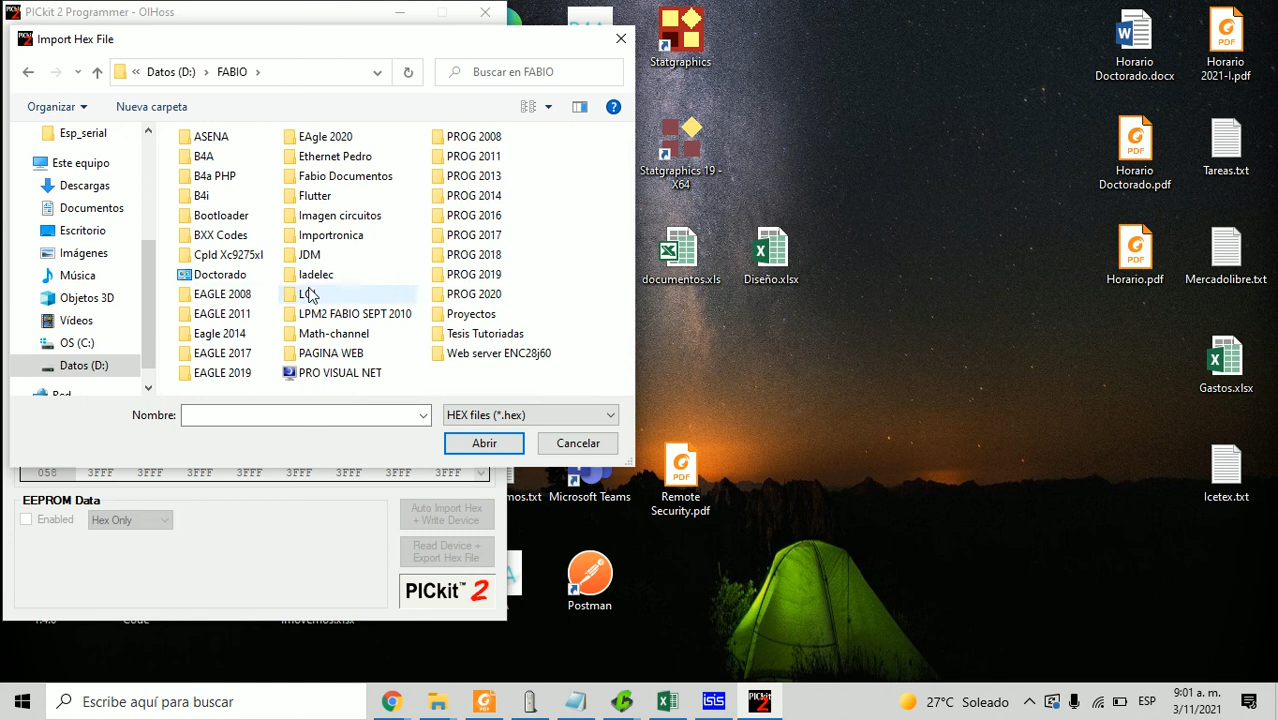 PICkit 2 Programmer - OlHoss
Import Hex File
« Datos (D:) > FABIO >
Buscar en FABIO
Organizar
Nueva carpeta
Esp_serial
Este equipo
Descargas
Documentos
Escritorio
Imágenes
Música
Objetos 3D
Vídeos
OS (C:)
Datos (D:)
ASENA
B4A
B4a PHP
B4i
Bootloader
BXX Codes
Cpld Xc9275xl
Doctorado
EAGLE 2008
EAGLE 2011
Eagle 2014
EAGLE 2017
EAGLE 2019
EAgle 2020
Ethernet Pedro
Fabio Documentos
Flutter
Imagen circuitos
Importronica
JDM
ladelec
LPM2 FABIO SEPT 2010
Math-channel
PAGINA WEB
PRO VISUAL NET
PROG 2008
PROG 2011
PROG 2013
PROG 2014
PROG 2016
PROG 2017
PROG 2018
PROG 2019
PROG 2020
Proyectos
Tesis Tutoriadas
Web server ENC28j60
Nombre:
HEX files (*.hex)
Abrir
Cancelar
058 3FFF 3FFF 3FFF 3FFF 3FFF 3FFF 3FFF 3FFF
EEPROM Data
Enabled
Hex Only
Auto Import Hex
+ Write Device
Read Device +
Export Hex File
PICkit™ 2
Statgraphics
Statgraphics 19 -
X64
documentos.xls
Diseño.xlsx
Microsoft Teams
Remote
Security.pdf
Postman
Horario
Doctorado.docx
Horario
2021-I.pdf
Horario
Doctorado.pdf
Tareas.txt
Horario.pdf
Mercadolibre.txt
Gastos.xlsx
Icetex.txt
Escribe aquí para buscar
27°C Soleado
ESP
9:01 a. m.
3/11/2021